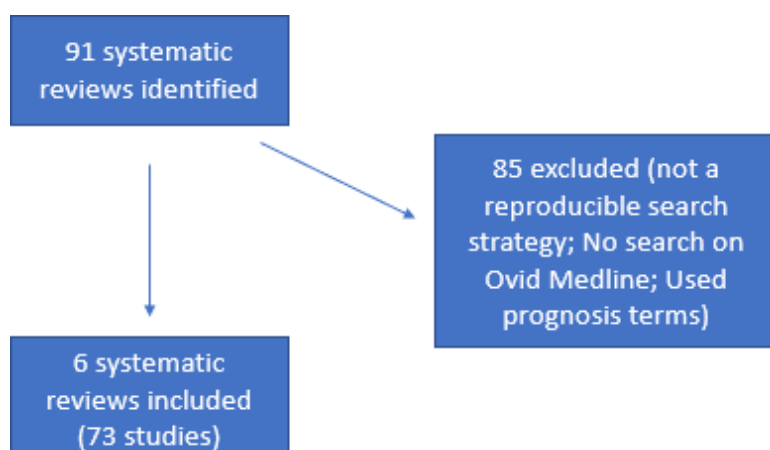 91 systematic
reviews identified
85 excluded (not a
reproducible search
strategy; No search on
Ovid Medline; Used
prognosis terms)
6 systematic
reviews included
(73 studies)